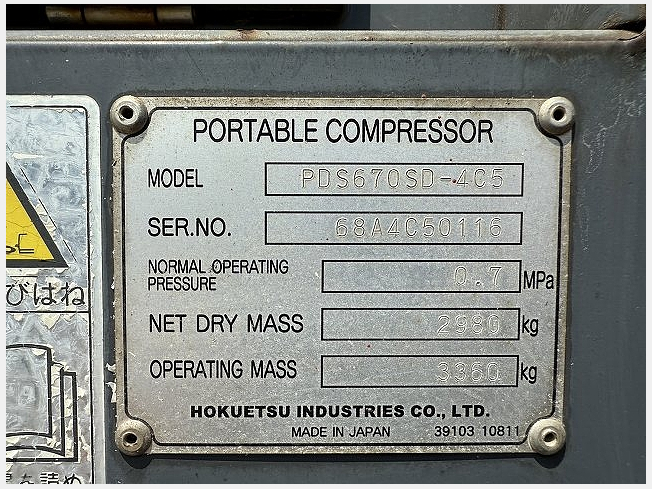 PORTABLE COMPRESSOR
MODEL PDS670SD-4C5
SER.NO. 68A4C50116
NORMAL OPERATING
PRESSURE 0.7 MPa
NET DRY MASS 2980 kg
OPERATING MASS 3360 kg
HOKUETSU INDUSTRIES CO., LTD.
MADE IN JAPAN 39103 10811
びはね